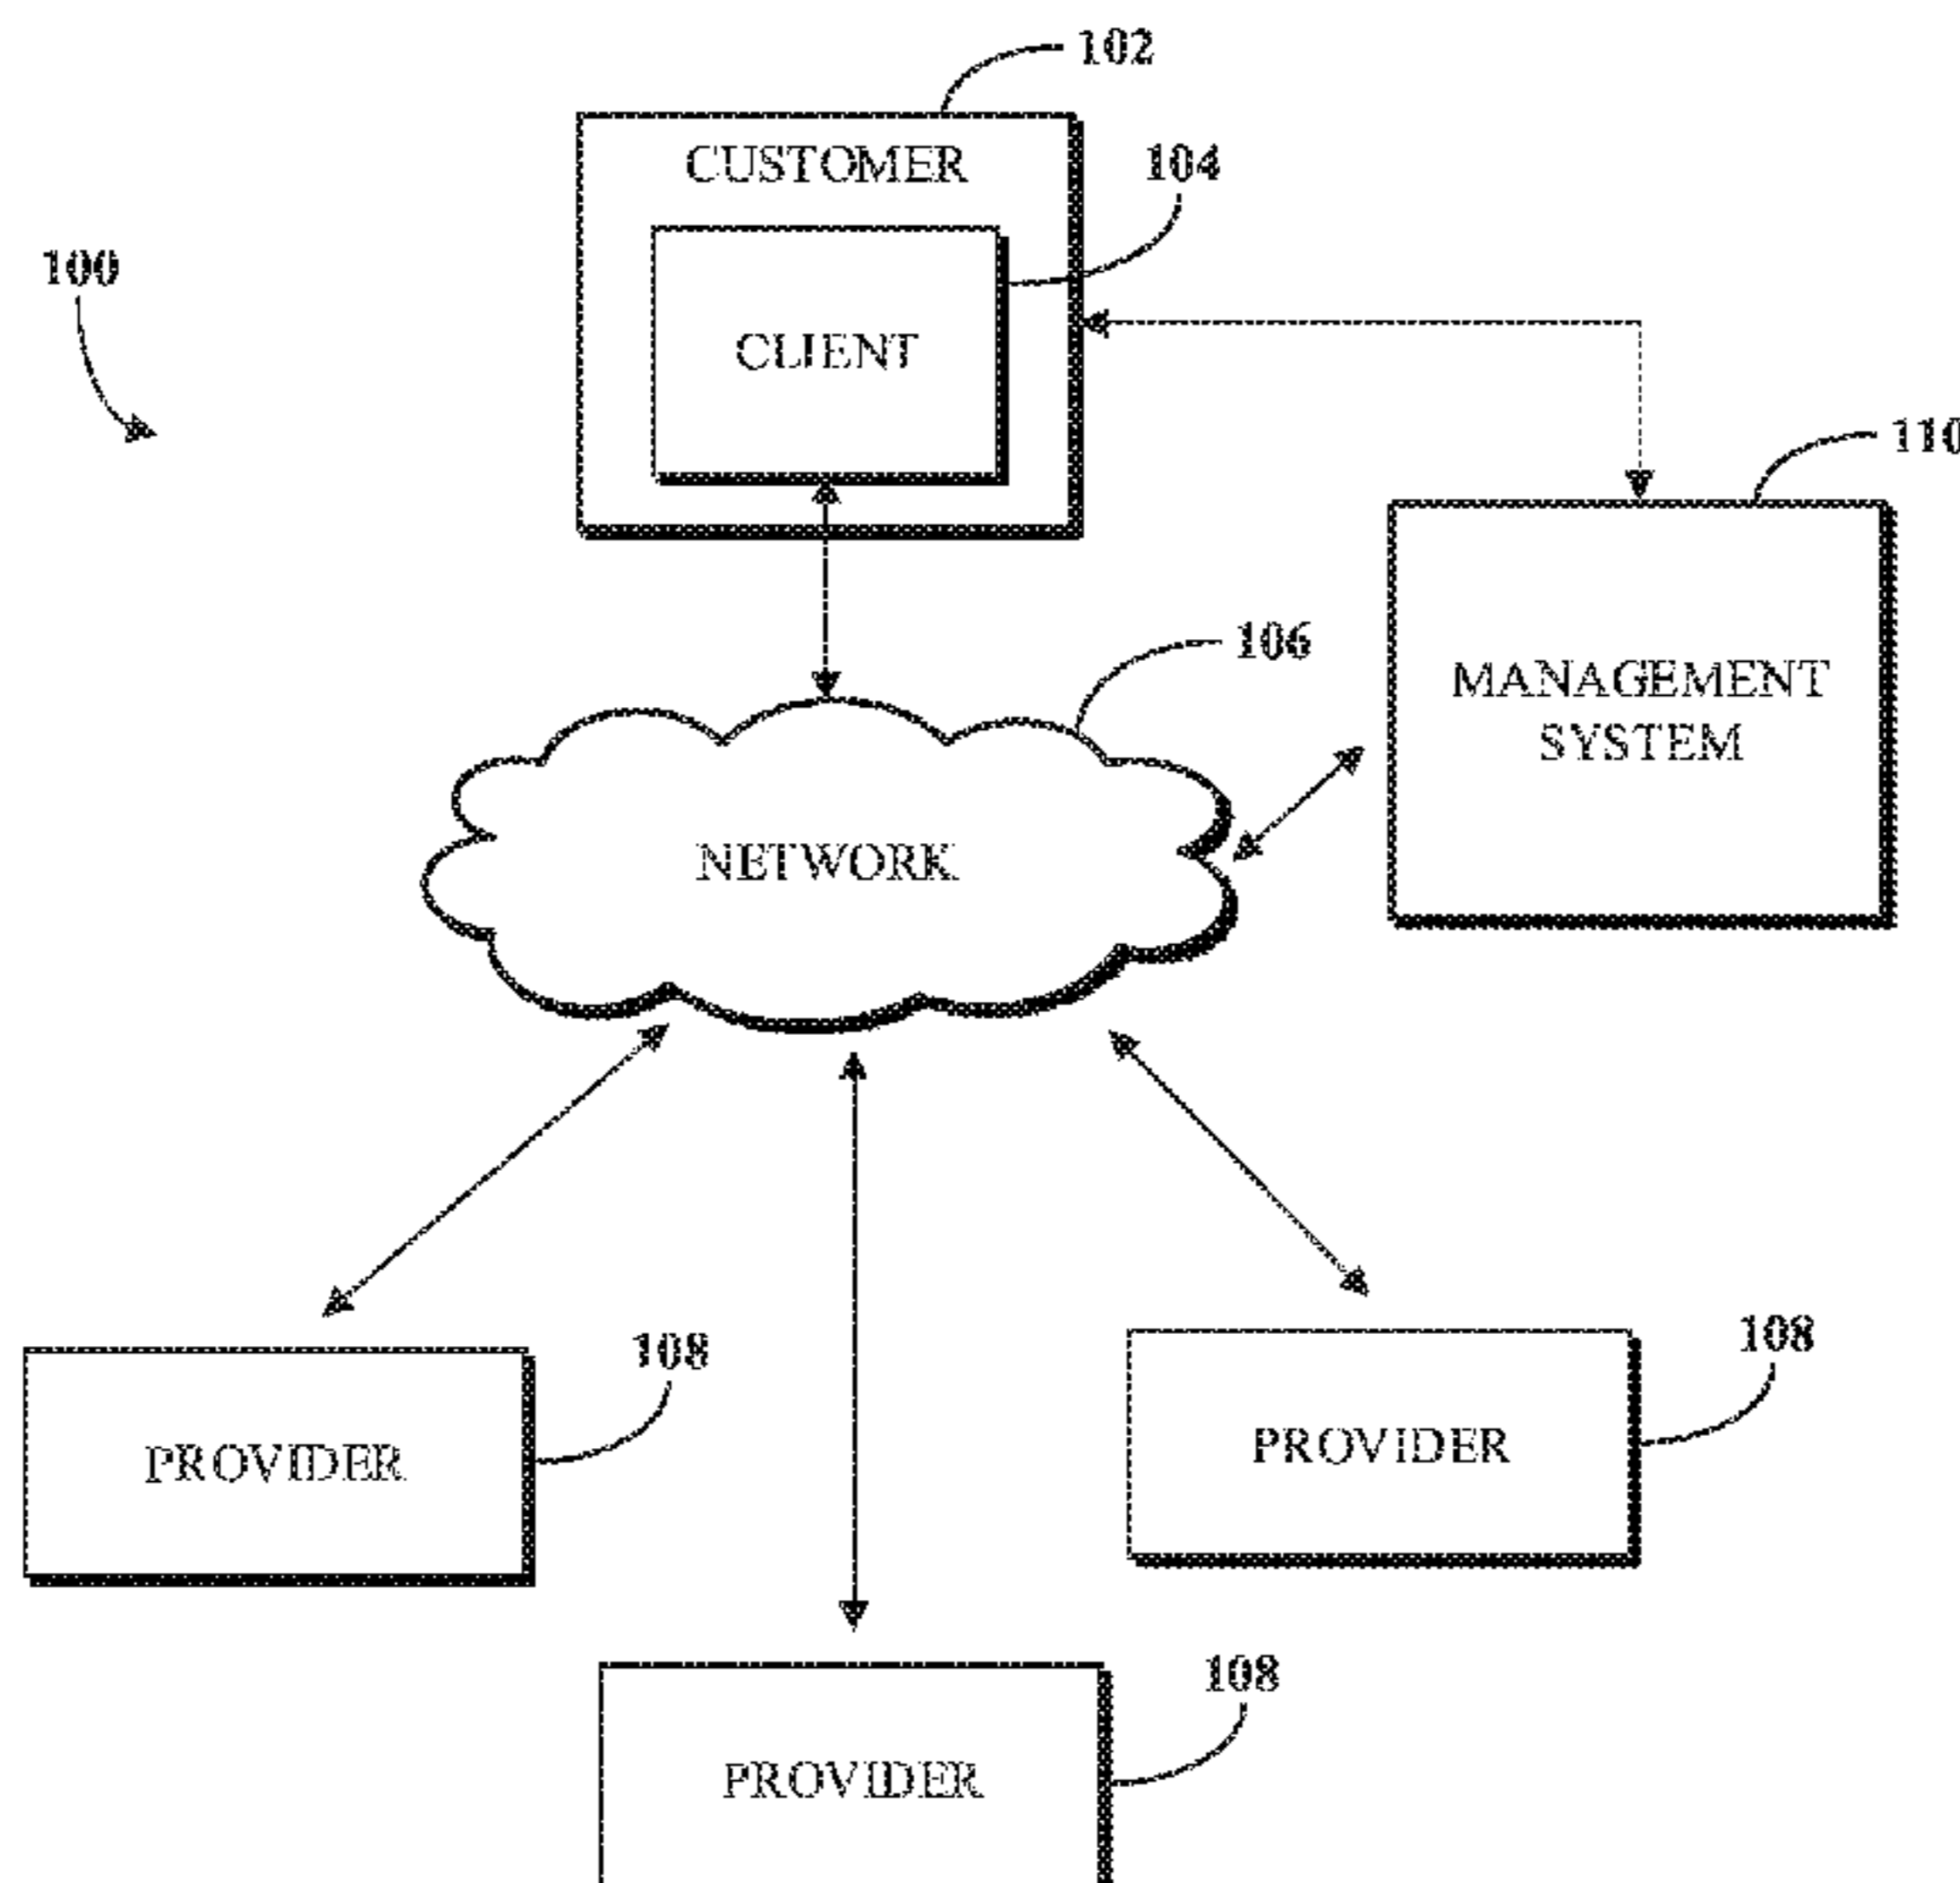 102
CUSTOMER
104
100
CLIENT
110
106
MANAGEMENT
SYSTEM
NETWORK
108
108
PROVIDER
PROVIDER
108
PROVIDER